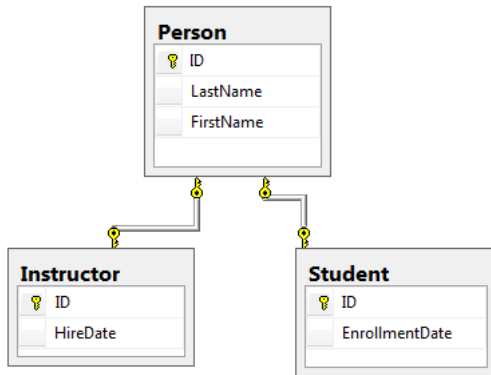 Person
ID
LastName
FirstName
Instructor
ID
HireDate
Student
ID
EnrollmentDate